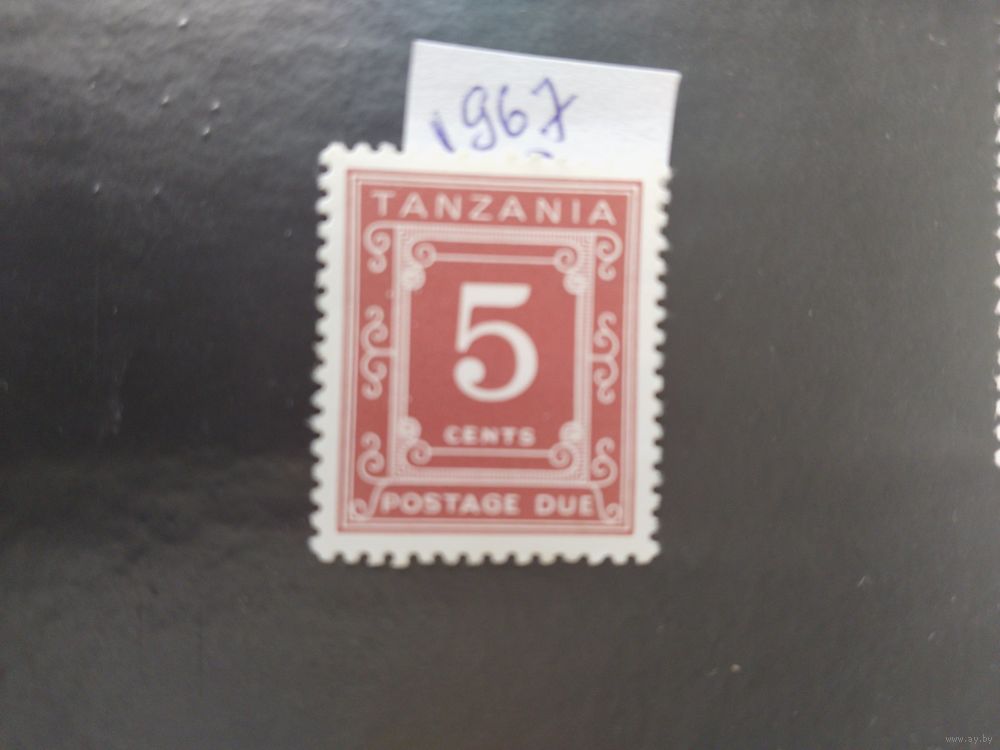 1967
TANZANIA
5
CENTS
POSTAGE DUE
www.ay.by